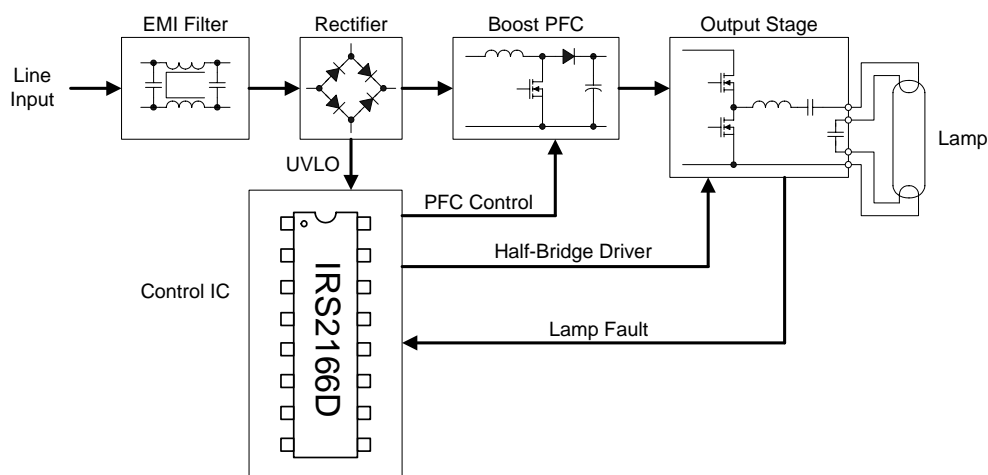 EMI Filter
Rectifier
Boost PFC
Output Stage
Line
Input
Lamp
UVLO
PFC Control
Half-Bridge Driver
Control IC
IRS2166D
Lamp Fault